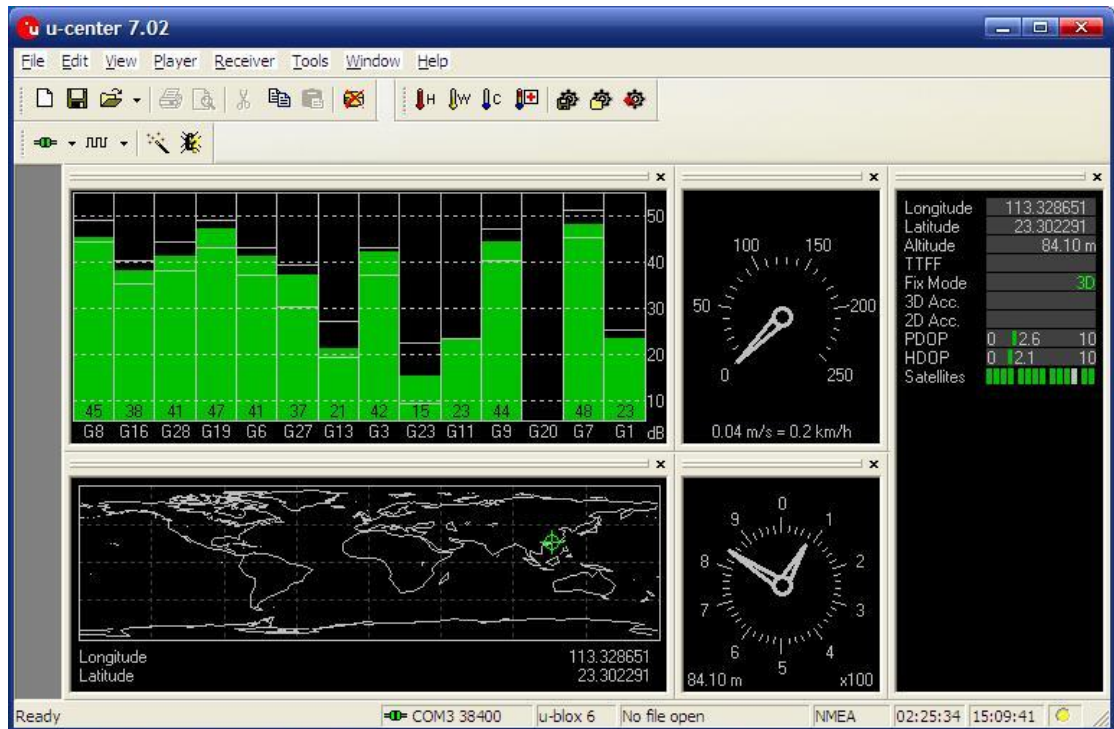 u-center 7.02
File Edit View Player Receiver Tools Window Help
H W C
50
40
30
20
10
45 38 41 47 41 37 21 42 15 23 44 48 23
G8 G16 G28 G19 G6 G27 G13 G3 G23 G11 G9 G20 G7 G1 dB
100 150
50 200
0 250
0.04 m/s = 0.2 km/h
Longitude 113.328651
Latitude 23.302291
Altitude 84.10 m
TTFF
Fix Mode 3D
3D Acc.
2D Acc.
PDOP 0 2.6 10
HDOP 0 2.1 10
Satellites
Longitude 113.328651
Latitude 23.302291
0
9 1
8 2
7 3
6 4
5
84.10 m x100
Ready COM3 38400 u-blox 6 No file open NMEA 02:25:34 15:09:41